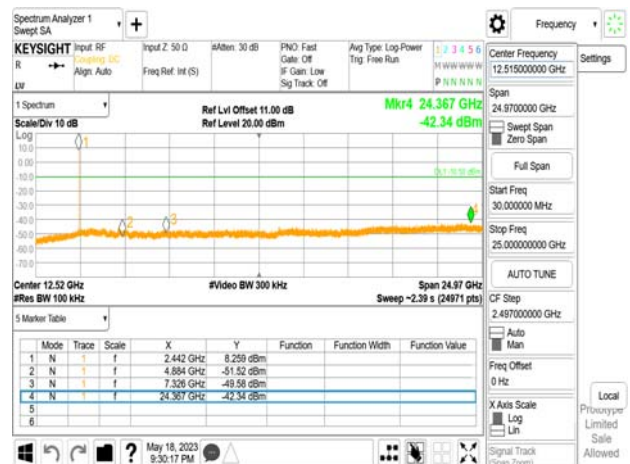 Spectrum Analyzer 1
Swept SA
Frequency
KEYSIGHT
Input: RF
Coupling: DC
Align: Auto
Input Z: 50 Ω
Freq Ref: Int (S)
#Atten: 30 dB
PNO: Fast
Gate: Off
IF Gain: Low
Sig Track: Off
Avg Type: Log-Power
Trig: Free Run
1 2 3 4 5 6
M W W W W W
P N N N N N
R
1 Spectrum
Scale/Div 10 dB
Ref Lvl Offset 11.00 dB
Ref Level 20.00 dBm
Mkr4 24.367 GHz
-42.34 dBm
Log
10.0
0.00
-10.0
-20.0
-30.0
-40.0
-50.0
-60.0
-70.0
1
2
3
4
Center 12.52 GHz
#Video BW 300 kHz
Span 24.97 GHz
#Res BW 100 kHz
Sweep ~2.39 s (24971 pts)
5 Marker Table
Mode Trace Scale X Y Function Function Width Function Value
1 N 1 f 2.442 GHz 8.259 dBm
2 N 1 f 4.884 GHz -51.52 dBm
3 N 1 f 7.326 GHz -49.58 dBm
4 N 1 f 24.367 GHz -42.34 dBm
5
6
May 18, 2023
9:30:17 PM
Center Frequency
12.515000000 GHz
Settings
Span
24.9700000 GHz
Swept Span
Zero Span
Full Span
Start Freq
30.000000 MHz
Stop Freq
25.000000000 GHz
AUTO TUNE
CF Step
2.497000000 GHz
Auto
Man
Freq Offset
0 Hz
X Axis Scale
Log
Lin
Signal Track
(Span Zoom)
Local
Prototype
Limited
Sale
Allowed